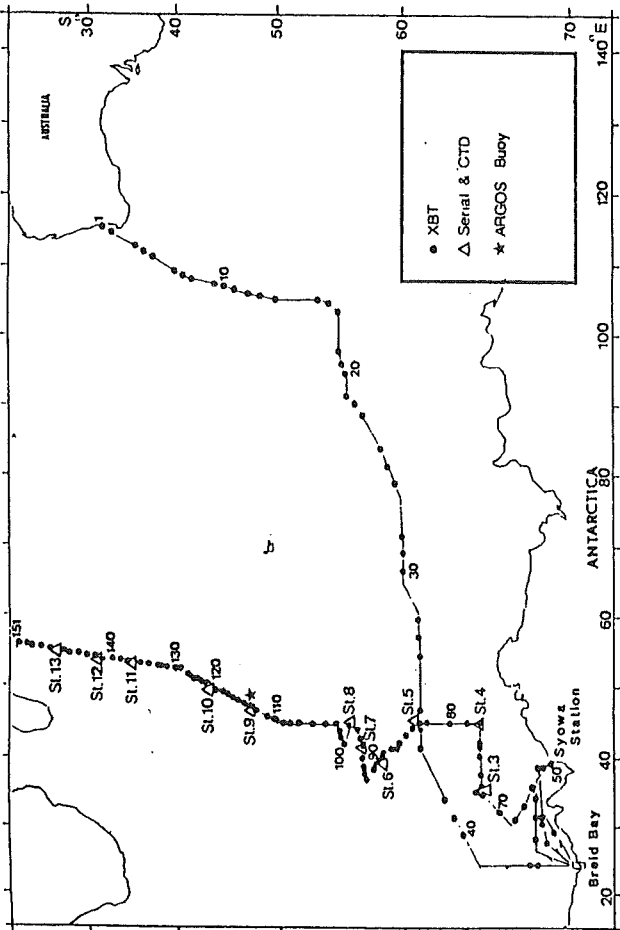 S.
30
40
50
60
70
140° E
120
100
80
60
40
20
AUSTRALIA
ANTARCTICA
Syowa
Station
Breid Bay
XBT
Serial & CTD
ARGOS Buoy
1
10
20
30
40
50
70
80
90
100
110
120
130
140
151
St.3
St.4
St.5
St.6
St.7
St.8
St.9
St.10
St.11
St.12
St.13